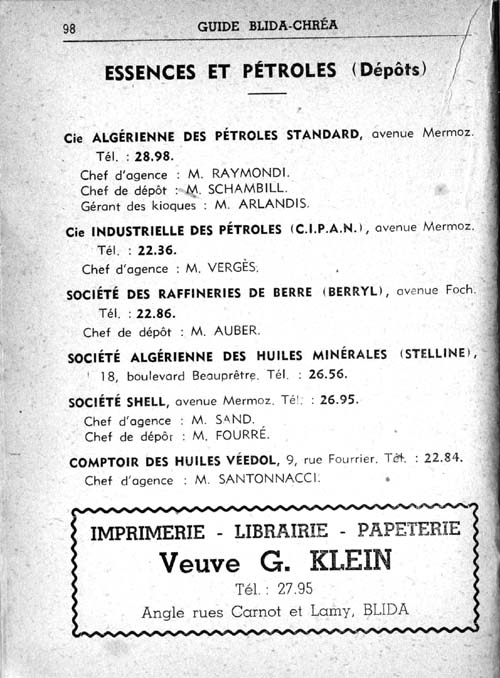 98
GUIDE BLIDA-CHRÉA
ESSENCES ET PÉTROLES (Dépôts)
Cie ALGÉRIENNE DES PÉTROLES STANDARD, avenue Mermoz.
Tél. : 28.98.
Chef d'agence : M. RAYMONDI.
Chef de dépôt : M. SCHAMBILL.
Gérant des kioques : M. ARLANDIS.
Cie INDUSTRIELLE DES PÉTROLES (C.I.P.A.N.), avenue Mermoz.
Tél. : 22.36.
Chef d'agence : M. VERGÈS.
SOCIÉTÉ DES RAFFINERIES DE BERRE (BERRYL), avenue Foch.
Tél. : 22.86.
Chef de dépôt : M. AUBER.
SOCIÉTÉ ALGÉRIENNE DES HUILES MINÉRALES (STELLINE),
18, boulevard Beauprêtre. Tél. : 26.56.
SOCIÉTÉ SHELL, avenue Mermoz. Tél. : 26.95.
Chef d'agence : M. SAND.
Chef de dépôt : M. FOURRÉ.
COMPTOIR DES HUILES VÉEDOL, 9, rue Fourrier. Tél. : 22.84.
Chef d'agence : M. SANTONNACCI.
IMPRIMERIE - LIBRAIRIE - PAPETERIE
Veuve G. KLEIN
Tél. : 27.95
Angle rues Carnot et Lamy, BLIDA